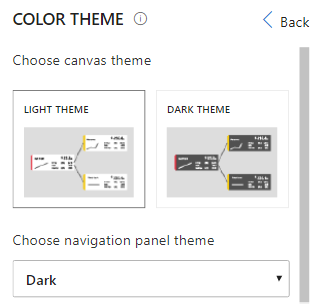 COLOR THEME
Back
Choose canvas theme
LIGHT THEME
DARK THEME
Choose navigation panel theme
Dark